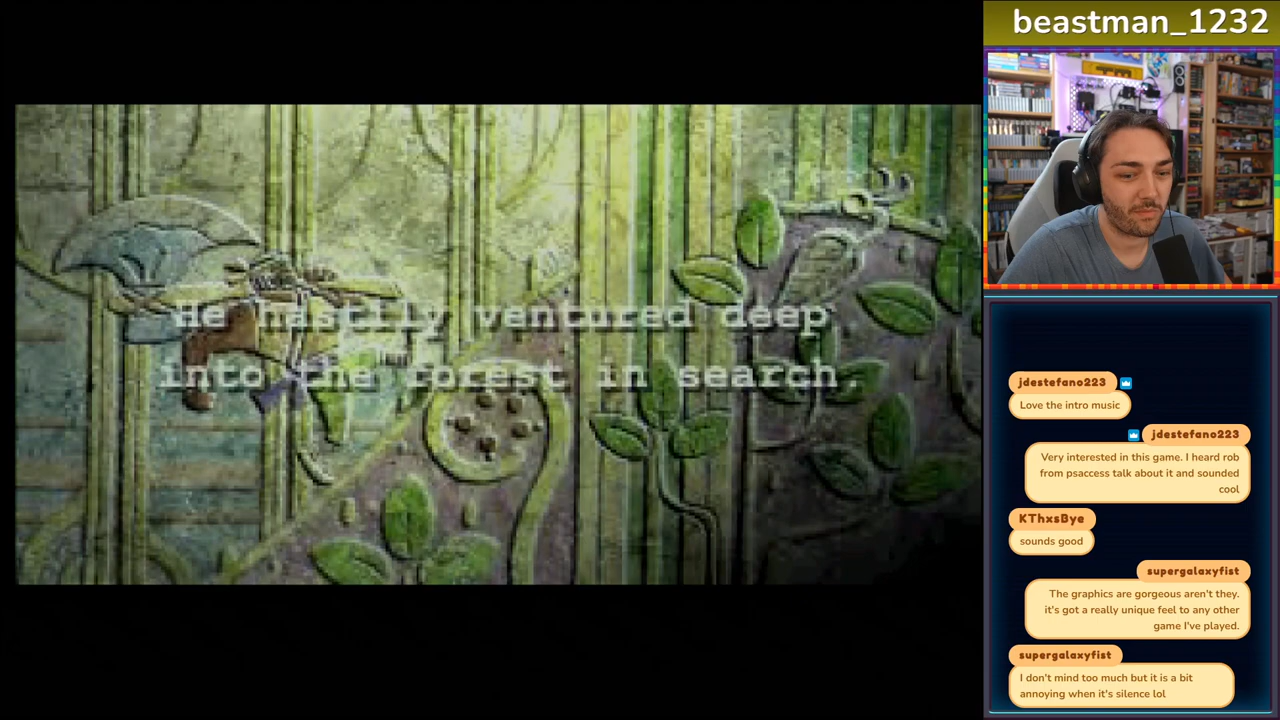 beastman_1232
He hastily ventured deep
into the forest in search.
jdestefano223
Love the intro music
jdestefano223
Very interested in this game. I heard rob
from psaccess talk about it and sounded
cool
KThxsBye
sounds good
supergalaxyfist
The graphics are gorgeous aren't they.
it's got a really unique feel to any other
game I've played.
supergalaxyfist
I don't mind too much but it is a bit
annoying when it's silence lol